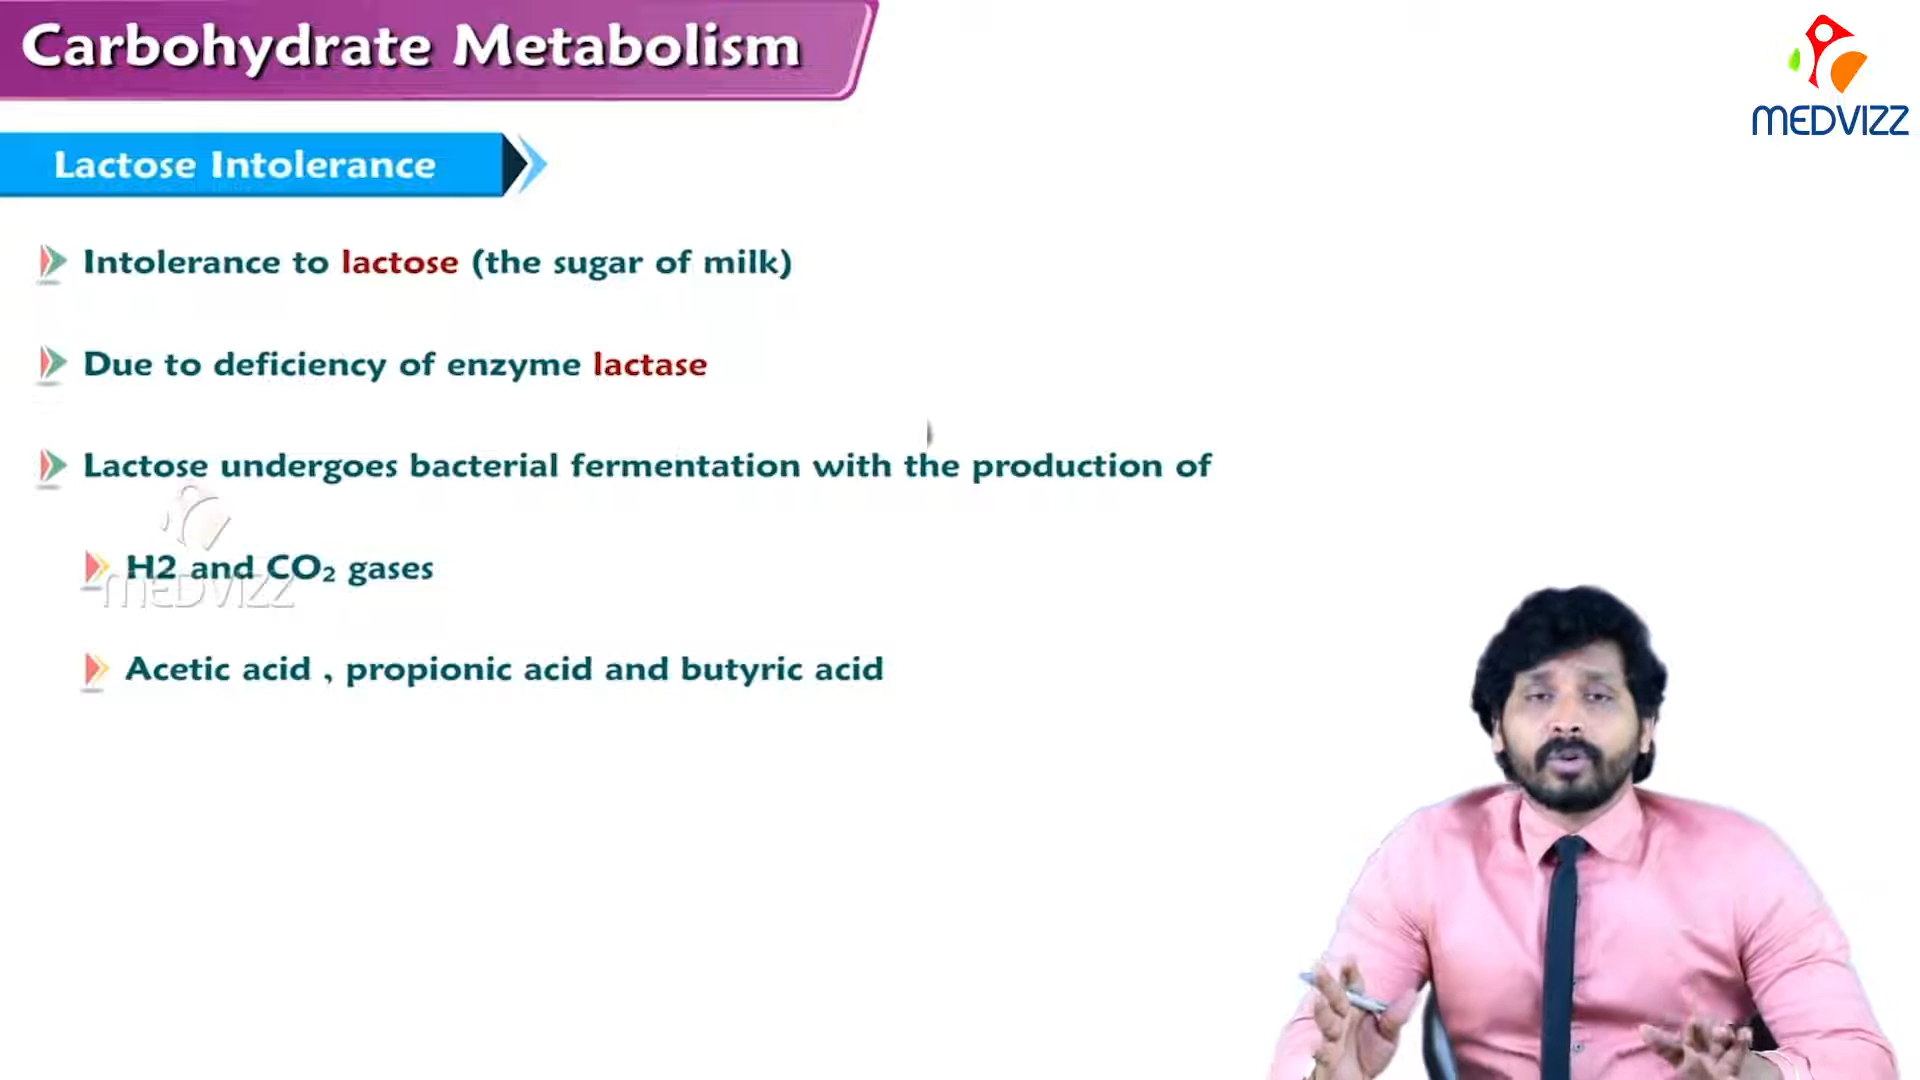 Carbohydrate Metabolism
MEDVIZZ
Lactose Intolerance
Intolerance to lactose (the sugar of milk)
Due to deficiency of enzyme lactase
Lactose undergoes bacterial fermentation with the production of
H2 and CO₂ gases
MEDVIZZ
Acetic acid , propionic acid and butyric acid